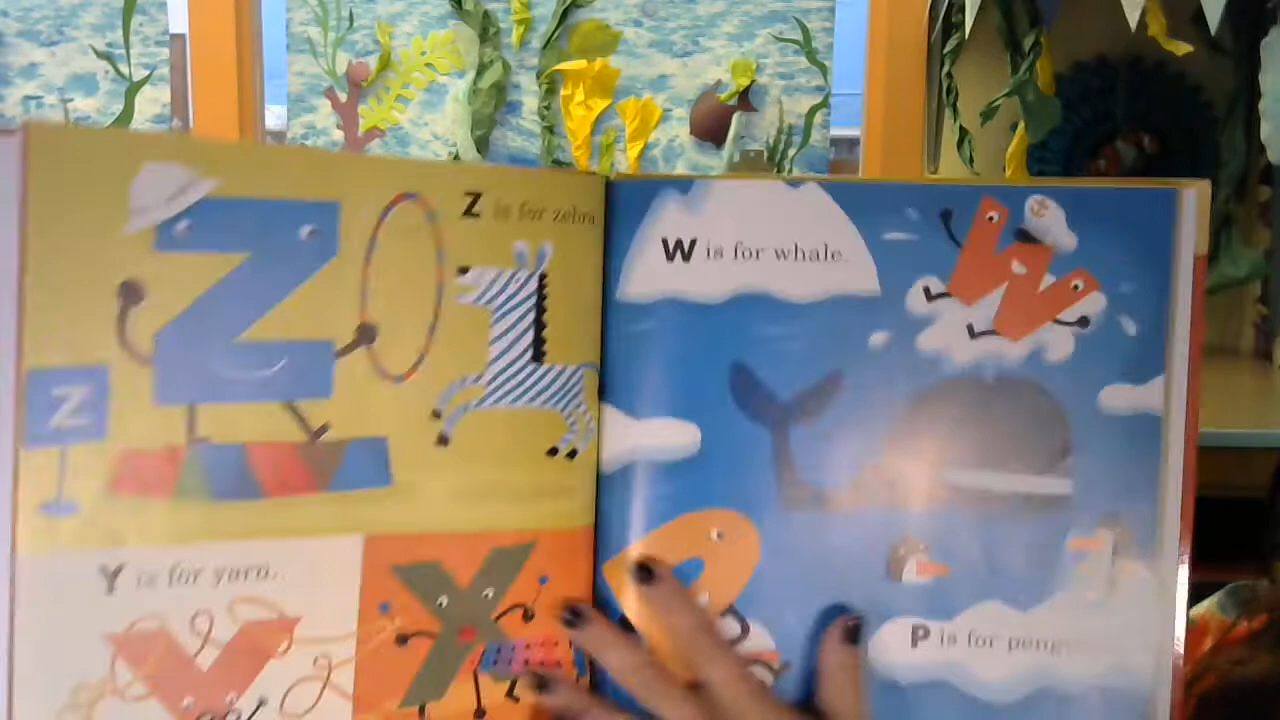 Z is for zebra
Z
Y is for yarn.
W is for whale.
P is for